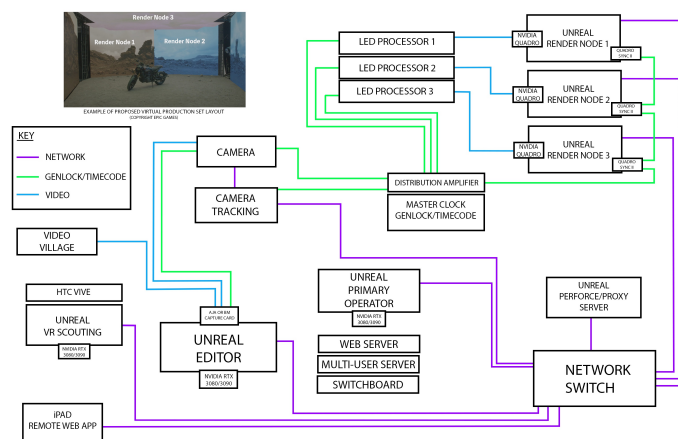 Render Node 3
Render Node 1
Render Node 2
EXAMPLE OF PROPOSED VIRTUAL PRODUCTION SET LAYOUT
(COPYRIGHT EPIC GAMES)
KEY
NETWORK
GENLOCK/TIMECODE
VIDEO
LED PROCESSOR 1
LED PROCESSOR 2
LED PROCESSOR 3
NVIDIA
QUADRO
UNREAL
RENDER NODE 1
QUADRO
SYNC II
NVIDIA
QUADRO
UNREAL
RENDER NODE 2
QUADRO
SYNC II
NVIDIA
QUADRO
UNREAL
RENDER NODE 3
QUADRO
SYNC II
CAMERA
CAMERA
TRACKING
DISTRIBUTION AMPLIFIER
MASTER CLOCK
GENLOCK/TIMECODE
VIDEO
VILLAGE
HTC VIVE
UNREAL
VR SCOUTING
NVIDIA RTX
3080/3090
AJA OR BM
CAPTURE CARD
UNREAL
EDITOR
NVIDIA RTX
3080/3090
UNREAL
PRIMARY
OPERATOR
NVIDIA RTX
3080/3090
WEB SERVER
MULTI-USER SERVER
SWITCHBOARD
UNREAL
PERFORCE/PROXY
SERVER
NETWORK
SWITCH
iPAD
REMOTE WEB APP